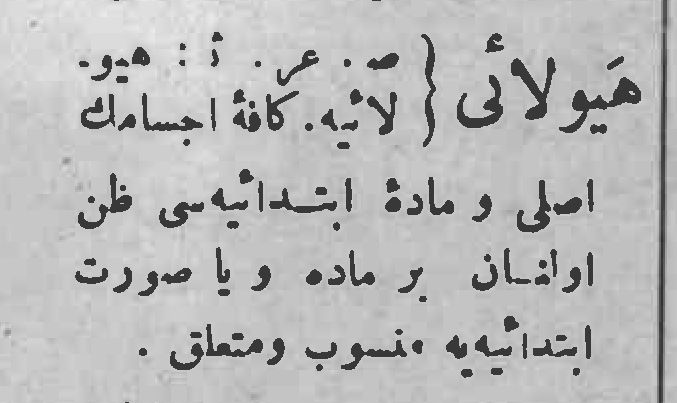 هَیولائی { ص . عر . مٔ : هیو-
لائیه . کافهٔ اجسامك
اصلی و مادهٔ ابتدائیه‌سی ظن
اولنان بر ماده و یا صورت
ابتدائیه‌یه منسوب ومتعلق .